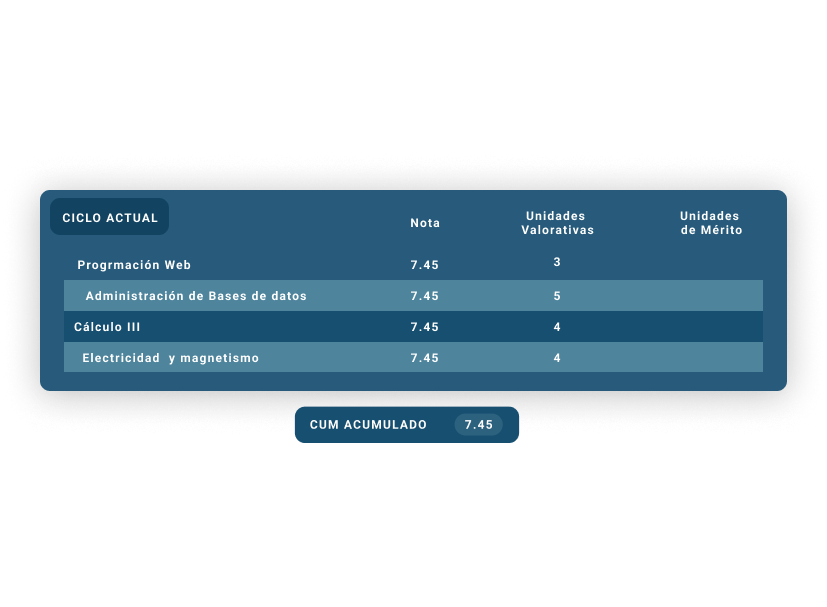 CICLO ACTUAL Nota Unidades Valorativas Unidades de Mérito
Progrmación Web 7.45 3
Administración de Bases de datos 7.45 5
Cálculo III 7.45 4
Electricidad y magnetismo 7.45 4
CUM ACUMULADO 7.45